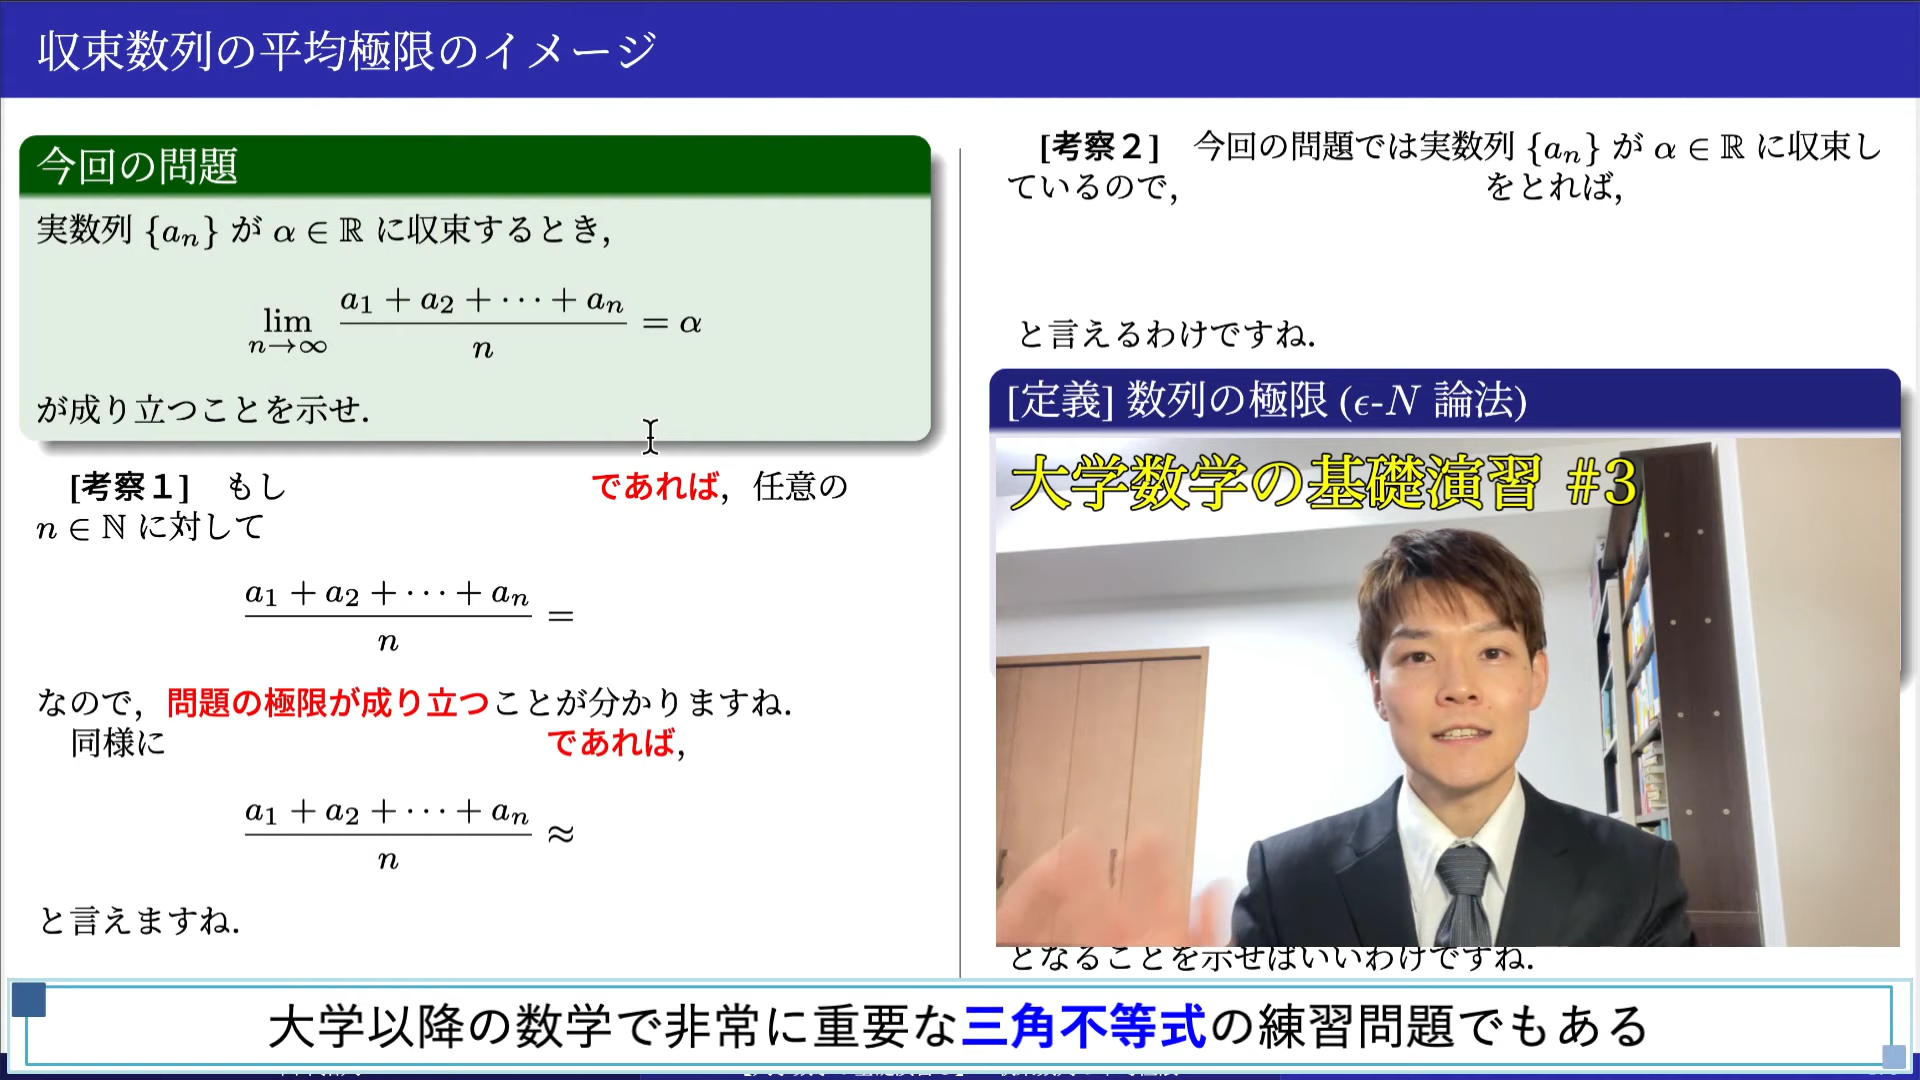 収束数列の平均極限のイメージ
今回の問題
実数列 {aₙ} が α ∈ ℝ に収束するとき,
lim n→∞ (a₁ + a₂ + ··· + aₙ)/n = α
が成り立つことを示せ.
[考察1] もし であれば, 任意の
n ∈ ℕ に対して
(a₁ + a₂ + ··· + aₙ)/n =
なので, 問題の極限が成り立つことが分かりますね.
同様に であれば,
(a₁ + a₂ + ··· + aₙ)/n ≈
と言えますね.
[考察2] 今回の問題では実数列 {aₙ} が α ∈ ℝ に収束し
ているので, をとれば,
と言えるわけですね.
[定義] 数列の極限 (ϵ-N 論法)
大学数学の基礎演習 #3
となることを示せばいいわけですね.
大学以降の数学で非常に重要な三角不等式の練習問題でもある